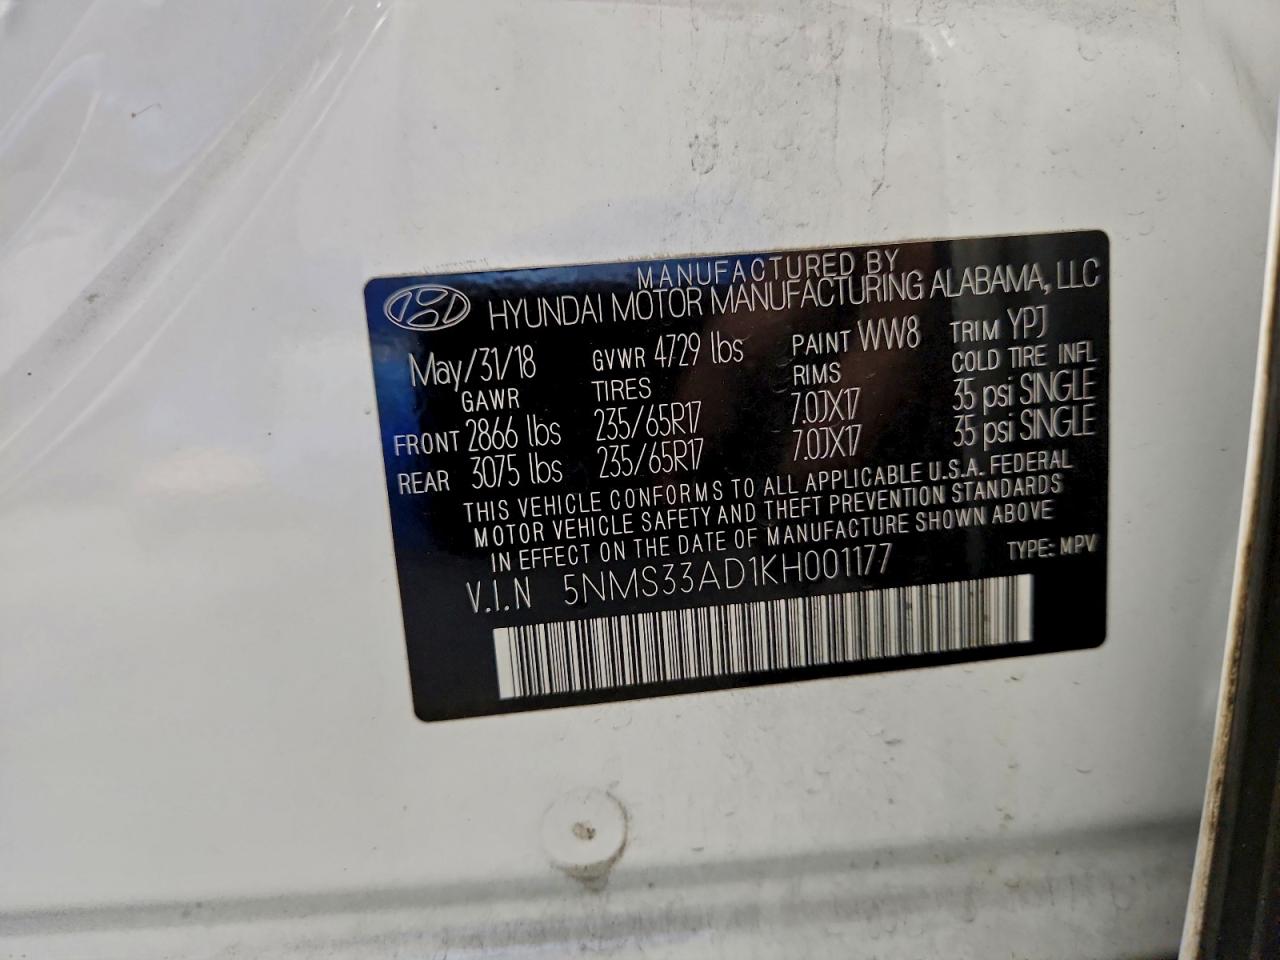 MANUFACTURED BY
HYUNDAI MOTOR MANUFACTURING ALABAMA, LLC
May/31/18 GVWR 4729 lbs PAINT WW8 TRIM YPJ
GAWR TIRES RIMS COLD TIRE INFL
FRONT 2866 lbs 235/65R17 7.0JX17 35 psi SINGLE
REAR 3075 lbs 235/65R17 7.0JX17 35 psi SINGLE
THIS VEHICLE CONFORMS TO ALL APPLICABLE U.S.A. FEDERAL
MOTOR VEHICLE SAFETY AND THEFT PREVENTION STANDARDS
IN EFFECT ON THE DATE OF MANUFACTURE SHOWN ABOVE
V.I.N 5NMS33AD1KH001177 TYPE: MPV